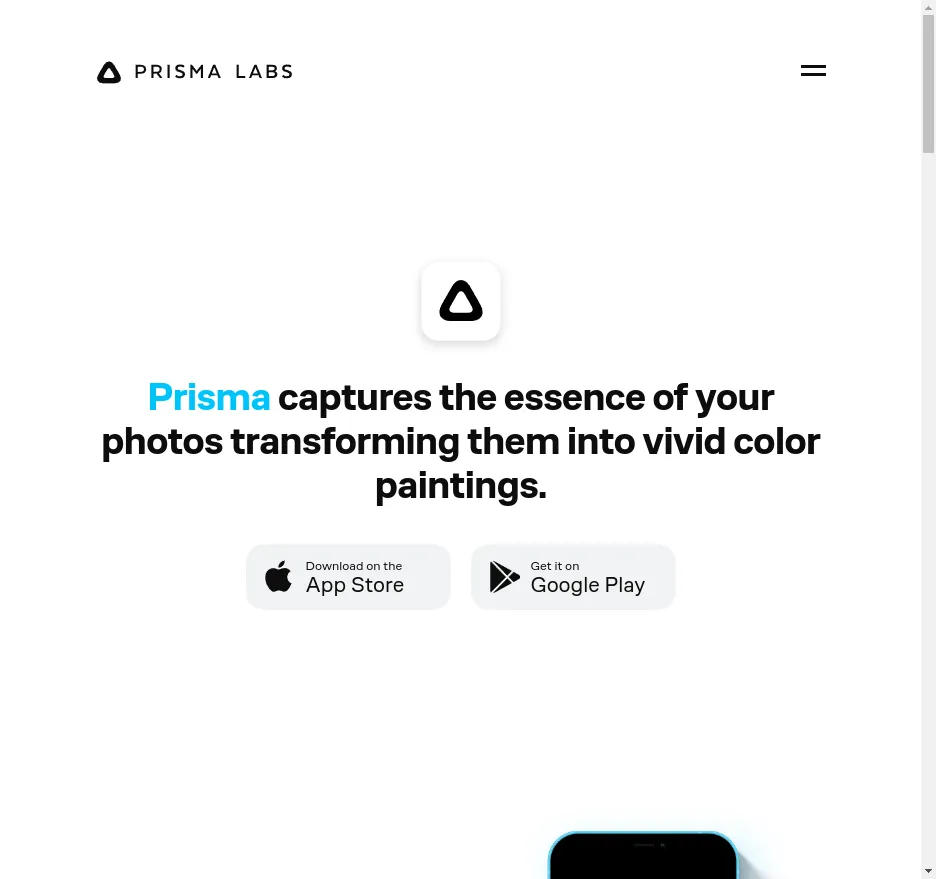 PRISMA LABS
Prisma captures the essence of your
photos transforming them into vivid color
paintings.
Download on the
App Store
Get it on
Google Play